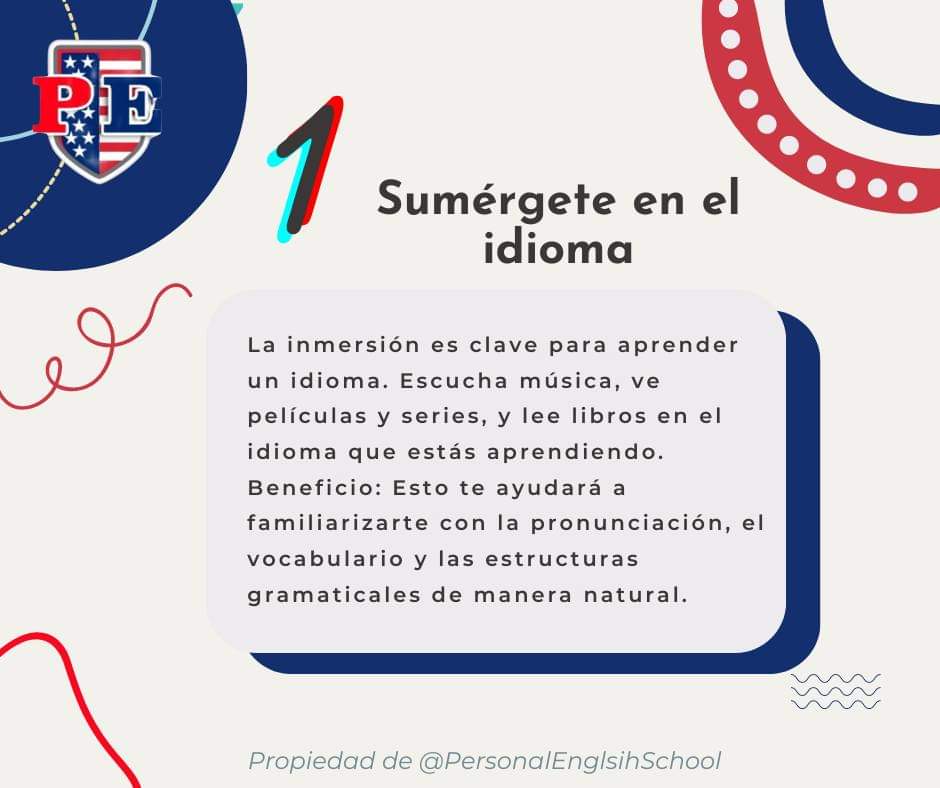 PE
1
Sumérgete en el
idioma
La inmersión es clave para aprender
un idioma. Escucha música, ve
películas y series, y lee libros en el
idioma que estás aprendiendo.
Beneficio: Esto te ayudará a
familiarizarte con la pronunciación, el
vocabulario y las estructuras
gramaticales de manera natural.
Propiedad de @PersonalEnglsihSchool